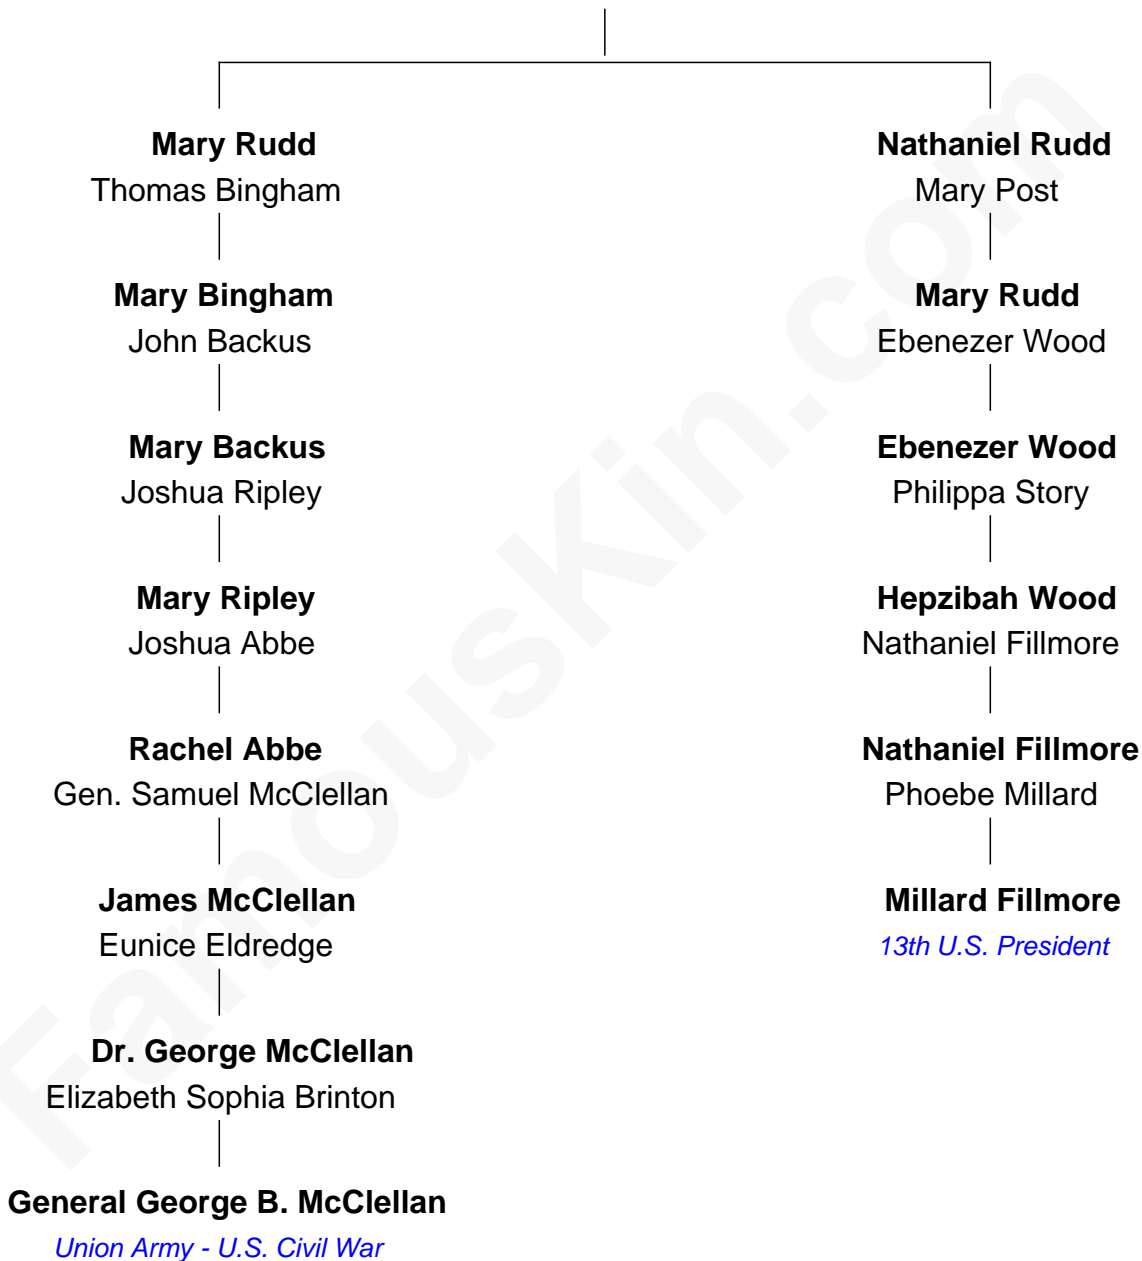 Mary Rudd
Thomas Bingham
Mary Bingham
John Backus
Mary Backus
Joshua Ripley
Mary Ripley
Joshua Abbe
Rachel Abbe
Gen. Samuel McClellan
James McClellan
Eunice Eldredge
Dr. George McClellan
Elizabeth Sophia Brinton
General George B. McClellan
Union Army - U.S. Civil War
Nathaniel Rudd
Mary Post
Mary Rudd
Ebenezer Wood
Ebenezer Wood
Philippa Story
Hepzibah Wood
Nathaniel Fillmore
Nathaniel Fillmore
Phoebe Millard
Millard Fillmore
13th U.S. President
FamousKin.com